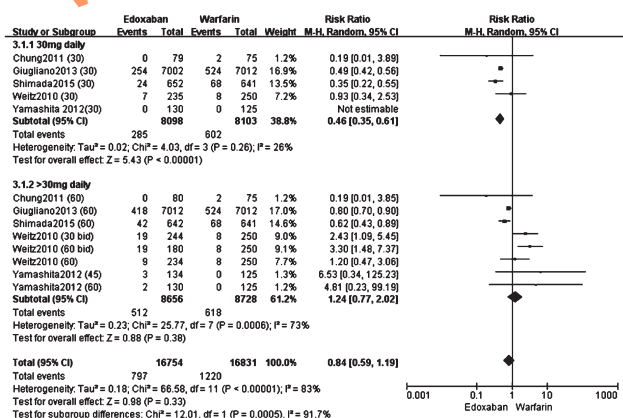 Edoxaban Warfarin Risk Ratio Risk Ratio
Study or Subgroup Events Total Events Total Weight M-H, Random, 95% CI M-H, Random, 95% CI
3.1.1 30mg daily
Chung2011 (30) 0 79 2 75 1.2% 0.19 [0.01, 3.89]
Giugliano2013 (30) 254 7002 524 7012 16.9% 0.49 [0.42, 0.56]
Shimada2015 (30) 24 652 68 641 13.5% 0.35 [0.22, 0.55]
Weitz2010 (30) 7 235 8 250 7.2% 0.93 [0.34, 2.53]
Yamashita 2012(30) 0 130 0 125 Not estimable
Subtotal (95% CI) 8098 8103 38.8% 0.46 [0.35, 0.61]
Total events 285 602
Heterogeneity: Tau² = 0.02; Chi² = 4.03, df = 3 (P = 0.26); I² = 26%
Test for overall effect: Z = 5.43 (P < 0.00001)
3.1.2 >30mg daily
Chung2011 (60) 0 80 2 75 1.2% 0.19 [0.01, 3.85]
Giugliano2013 (60) 418 7012 524 7012 17.0% 0.80 [0.70, 0.90]
Shimada2015 (60) 42 642 68 641 14.9% 0.62 [0.43, 0.89]
Weitz2010 (30 bid) 19 244 8 250 9.1% 2.43 [1.09, 5.45]
Weitz2010 (60 bid) 19 180 8 250 9.1% 3.30 [1.48, 7.37]
Weitz2010 (60) 9 234 8 250 7.7% 1.20 [0.47, 3.06]
Yamashita2012 (45) 3 134 0 125 1.3% 6.53 [0.34, 125.23]
Yamashita2012 (60) 2 130 0 125 1.2% 4.81 [0.23, 99.19]
Subtotal (95% CI) 8656 8728 61.2% 1.24 [0.77, 2.02]
Total events 512 618
Heterogeneity: Tau² = 0.23; Chi² = 25.77, df = 7 (P = 0.0006); I² = 73%
Test for overall effect: Z = 0.88 (P = 0.38)
Total (95% CI) 16754 16831 100.0% 0.84 [0.59, 1.19]
Total events 797 1220
Heterogeneity: Tau² = 0.18; Chi² = 66.58, df = 11 (P < 0.00001); I² = 83%
Test for overall effect: Z = 0.98 (P = 0.33)
Test for subgroup differences: Chi² = 12.01, df = 1 (P = 0.0005), I² = 91.7%
0.001 0.1 1 10 1000
Edoxaban Warfarin